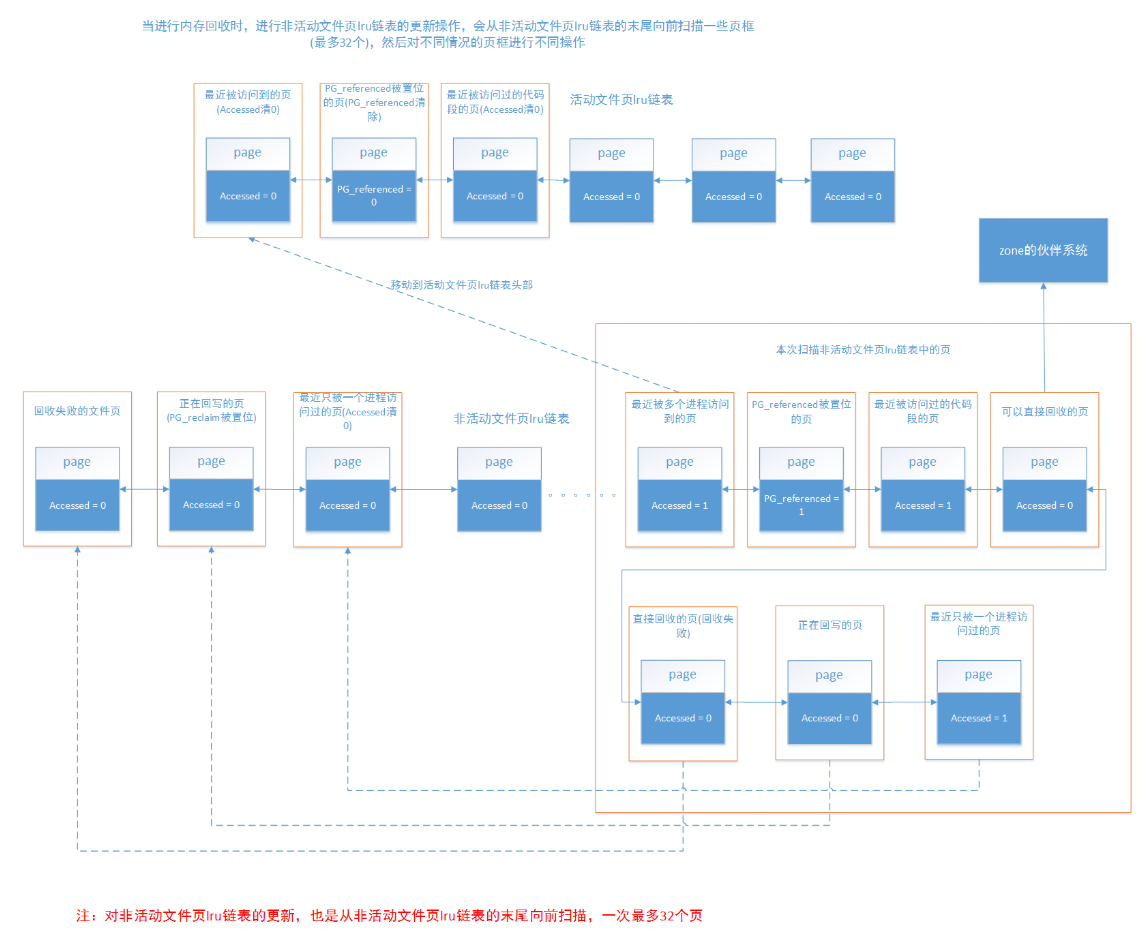 当进行内存回收时，进行非活动文件页lru链表的更新操作，会从非活动文件页lru链表的末尾向前扫描一些页框
(最多32个)，然后对不同情况的页框进行不同操作
最近被访问到的页
(Accessed清0)
PG_referenced被置位
的页(PG_referenced清
除)
最近被访问过的代码
段的页(Accessed清0)
活动文件页lru链表
page
page
page
page
page
page
Accessed = 0
PG_referenced =
0
Accessed = 0
Accessed = 0
Accessed = 0
Accessed = 0
zone的伙伴系统
移动到活动文件页lru链表头部
本次扫描非活动文件页lru链表中的页
回收失败的文件页
正在回写的页
(PG_reclaim被置位)
最近只被一个进程访
问过的页(Accessed清
0)
非活动文件页lru链表
最近被多个进程访问
到的页
PG_referenced被置位
的页
最近被访问过的代码
段的页
可以直接回收的页
page
page
page
page
page
page
page
page
Accessed = 0
Accessed = 0
Accessed = 0
Accessed = 0
Accessed = 1
PG_referenced =
1
Accessed = 1
Accessed = 0
直接回收的页(回收失
败)
正在回写的页
最近只被一个进程访
问过的页
page
page
page
Accessed = 0
Accessed = 0
Accessed = 1
注：对非活动文件页lru链表的更新，也是从非活动文件页lru链表的末尾向前扫描，一次最多32个页